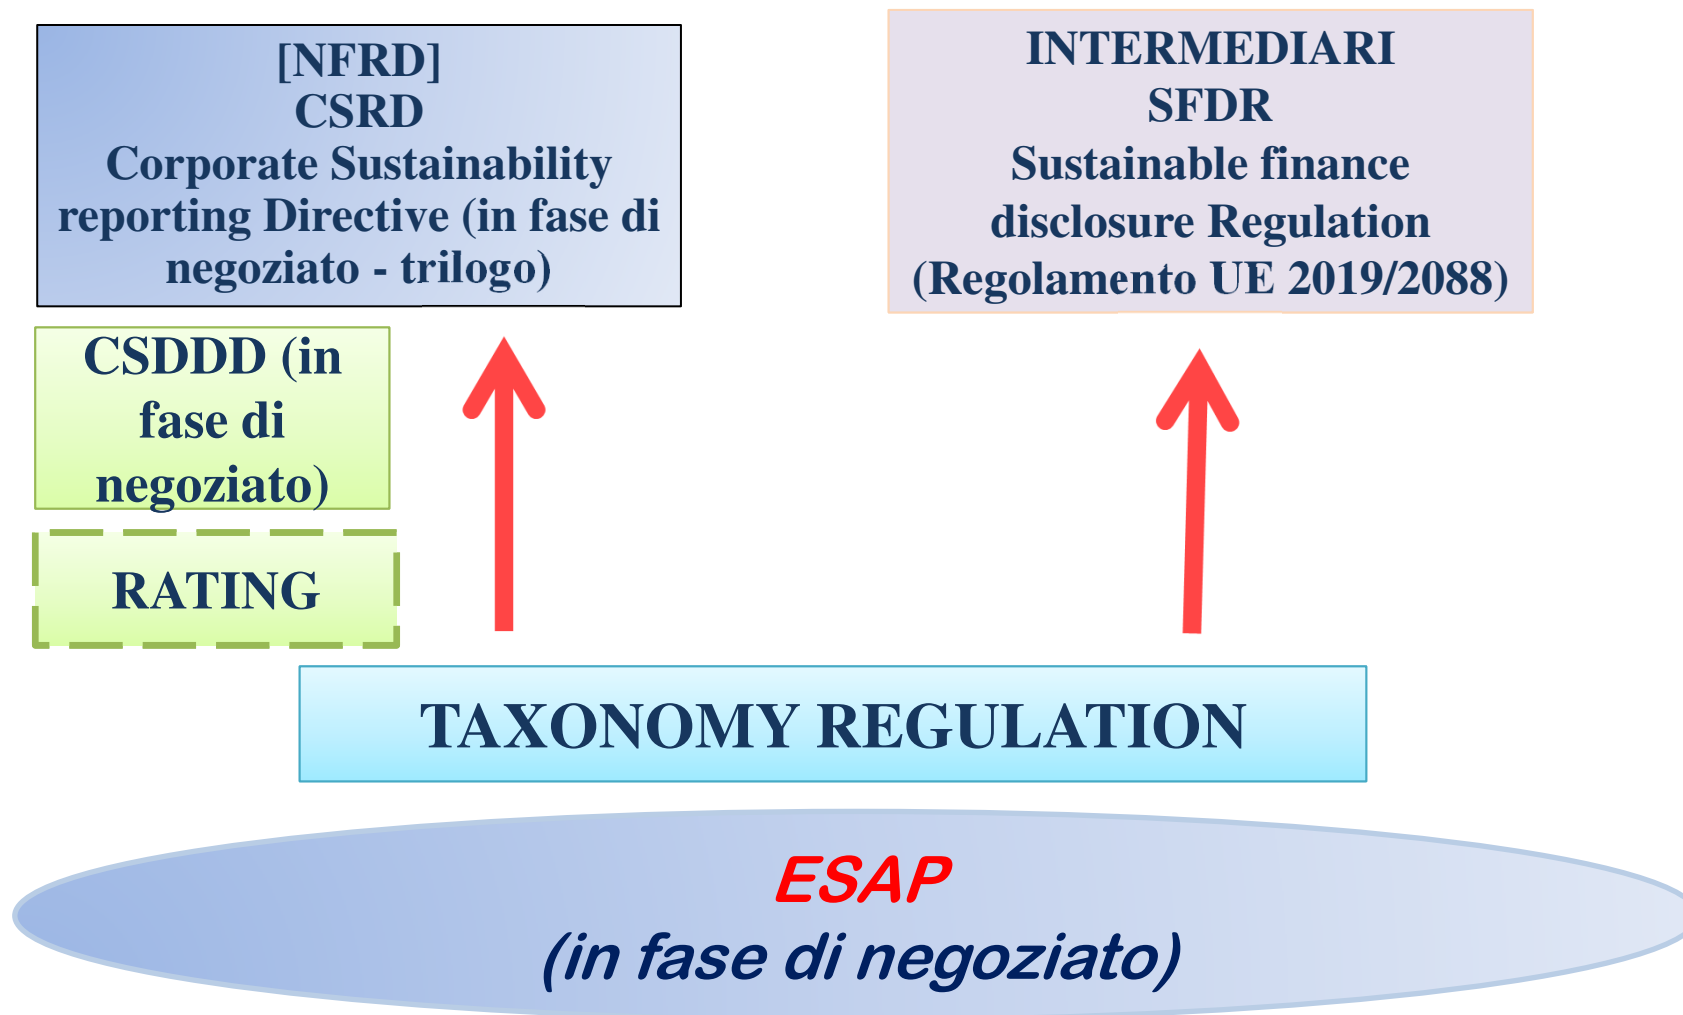 [NFRD]
CSRD
Corporate Sustainability
reporting Directive (in fase di
negoziato - trilogo)
INTERMEDIARI
SFDR
Sustainable finance
disclosure Regulation
(Regolamento UE 2019/2088)
CSDDD (in
fase di
negoziato)
RATING
TAXONOMY REGULATION
ESAP
(in fase di negoziato)